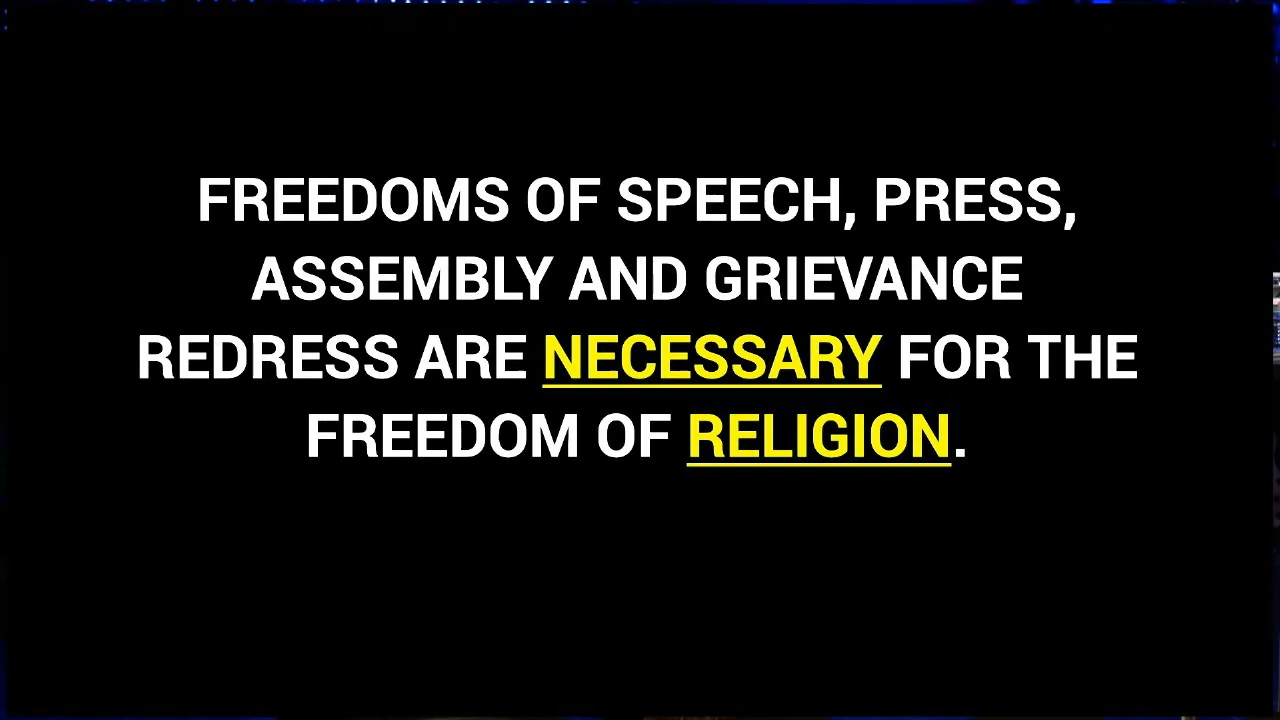 FREEDOMS OF SPEECH, PRESS,
ASSEMBLY AND GRIEVANCE
REDRESS ARE NECESSARY FOR THE
FREEDOM OF RELIGION.